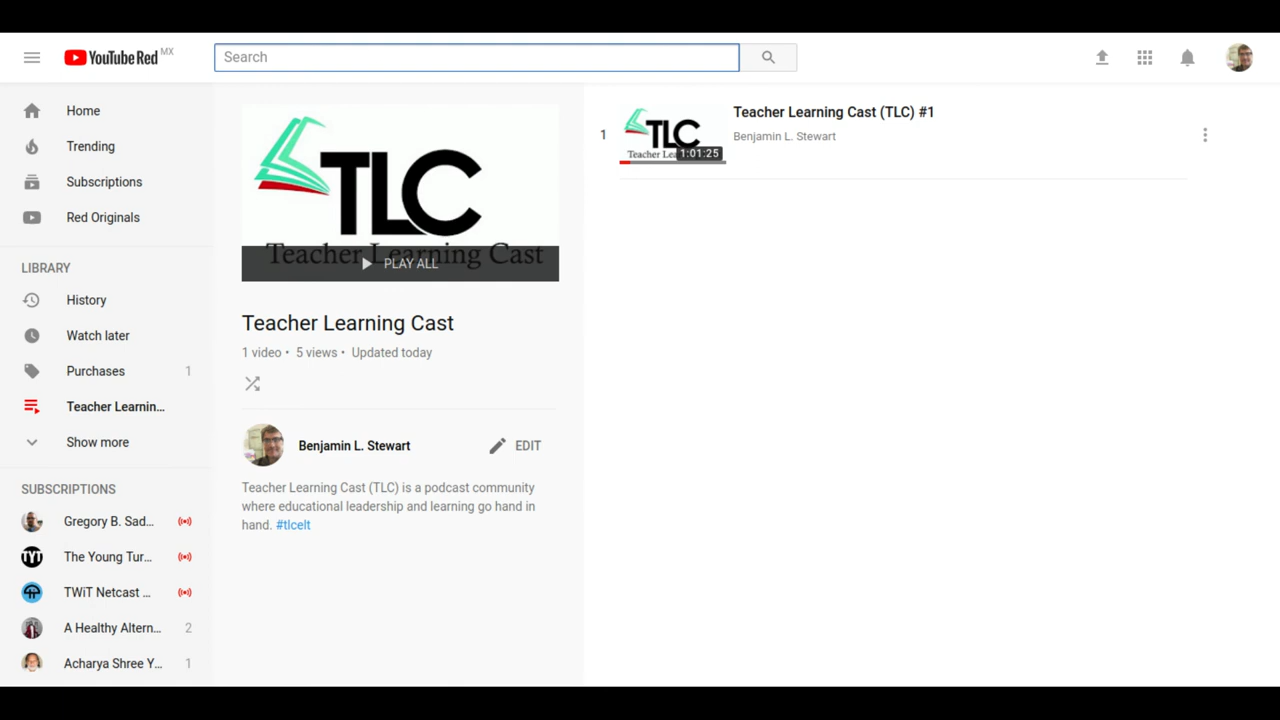 YouTube Red MX
Search
Home
Trending
Subscriptions
Red Originals
LIBRARY
History
Watch later
Purchases 1
Teacher Learnin...
Show more
SUBSCRIPTIONS
Gregory B. Sad...
The Young Tur...
TYT
TWiT Netcast ...
A Healthy Altern... 2
Acharya Shree Y... 1
TLC
Teacher Learning Cast
PLAY ALL
Teacher Learning Cast
1 video • 5 views • Updated today
Benjamin L. Stewart
EDIT
Teacher Learning Cast (TLC) is a podcast community
where educational leadership and learning go hand in
hand. #tlcelt
1
TLC
Teacher Lea
1:01:25
Teacher Learning Cast (TLC) #1
Benjamin L. Stewart